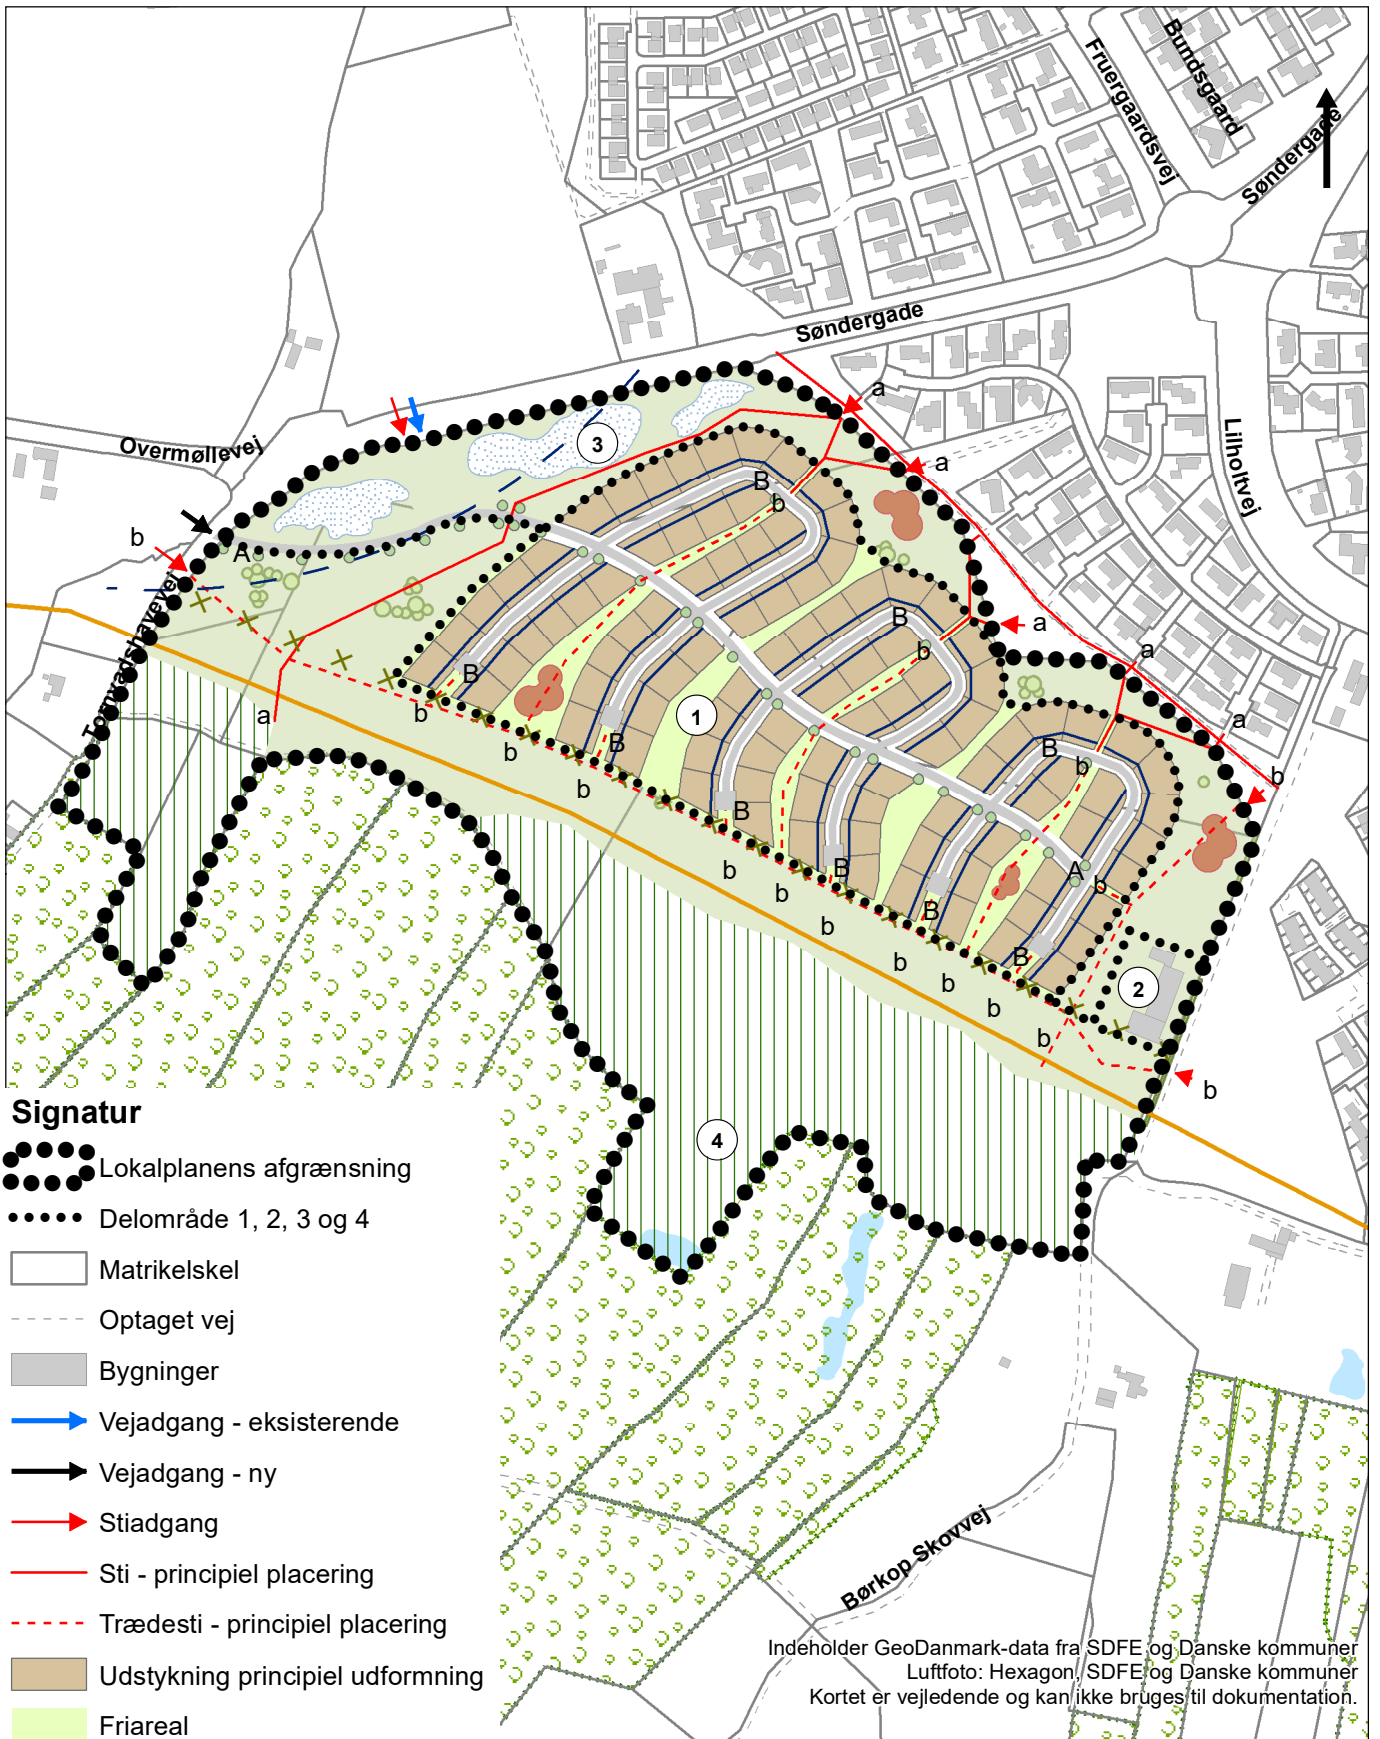 Bundsgaard
Fruergaardsvej
Søndergade
Søndergade
Overmøllevej
Lilholtvej
a
a
3
B
b
b
A
a
B
b
a
B
b
1
a
B
b
a
B
b
b
b
B
B
A
b
b
b
b
B
B
b
b
B
2
b
b
b
b
4
Signatur
Lokalplanens afgrænsning
Delområde 1, 2, 3 og 4
Matrikelskel
Optaget vej
Bygninger
Vejadgang - eksisterende
Vejadgang - ny
Stiadgang
Sti - principiel placering
Trædesti - principiel placering
Udstykning principiel udformning
Friareal
Børkop Skovvej
Indeholder GeoDanmark-data fra SDFE og Danske kommuner
Luftfoto: Hexagon, SDFE og Danske kommuner
Kortet er vejledende og kan ikke bruges til dokumentation.